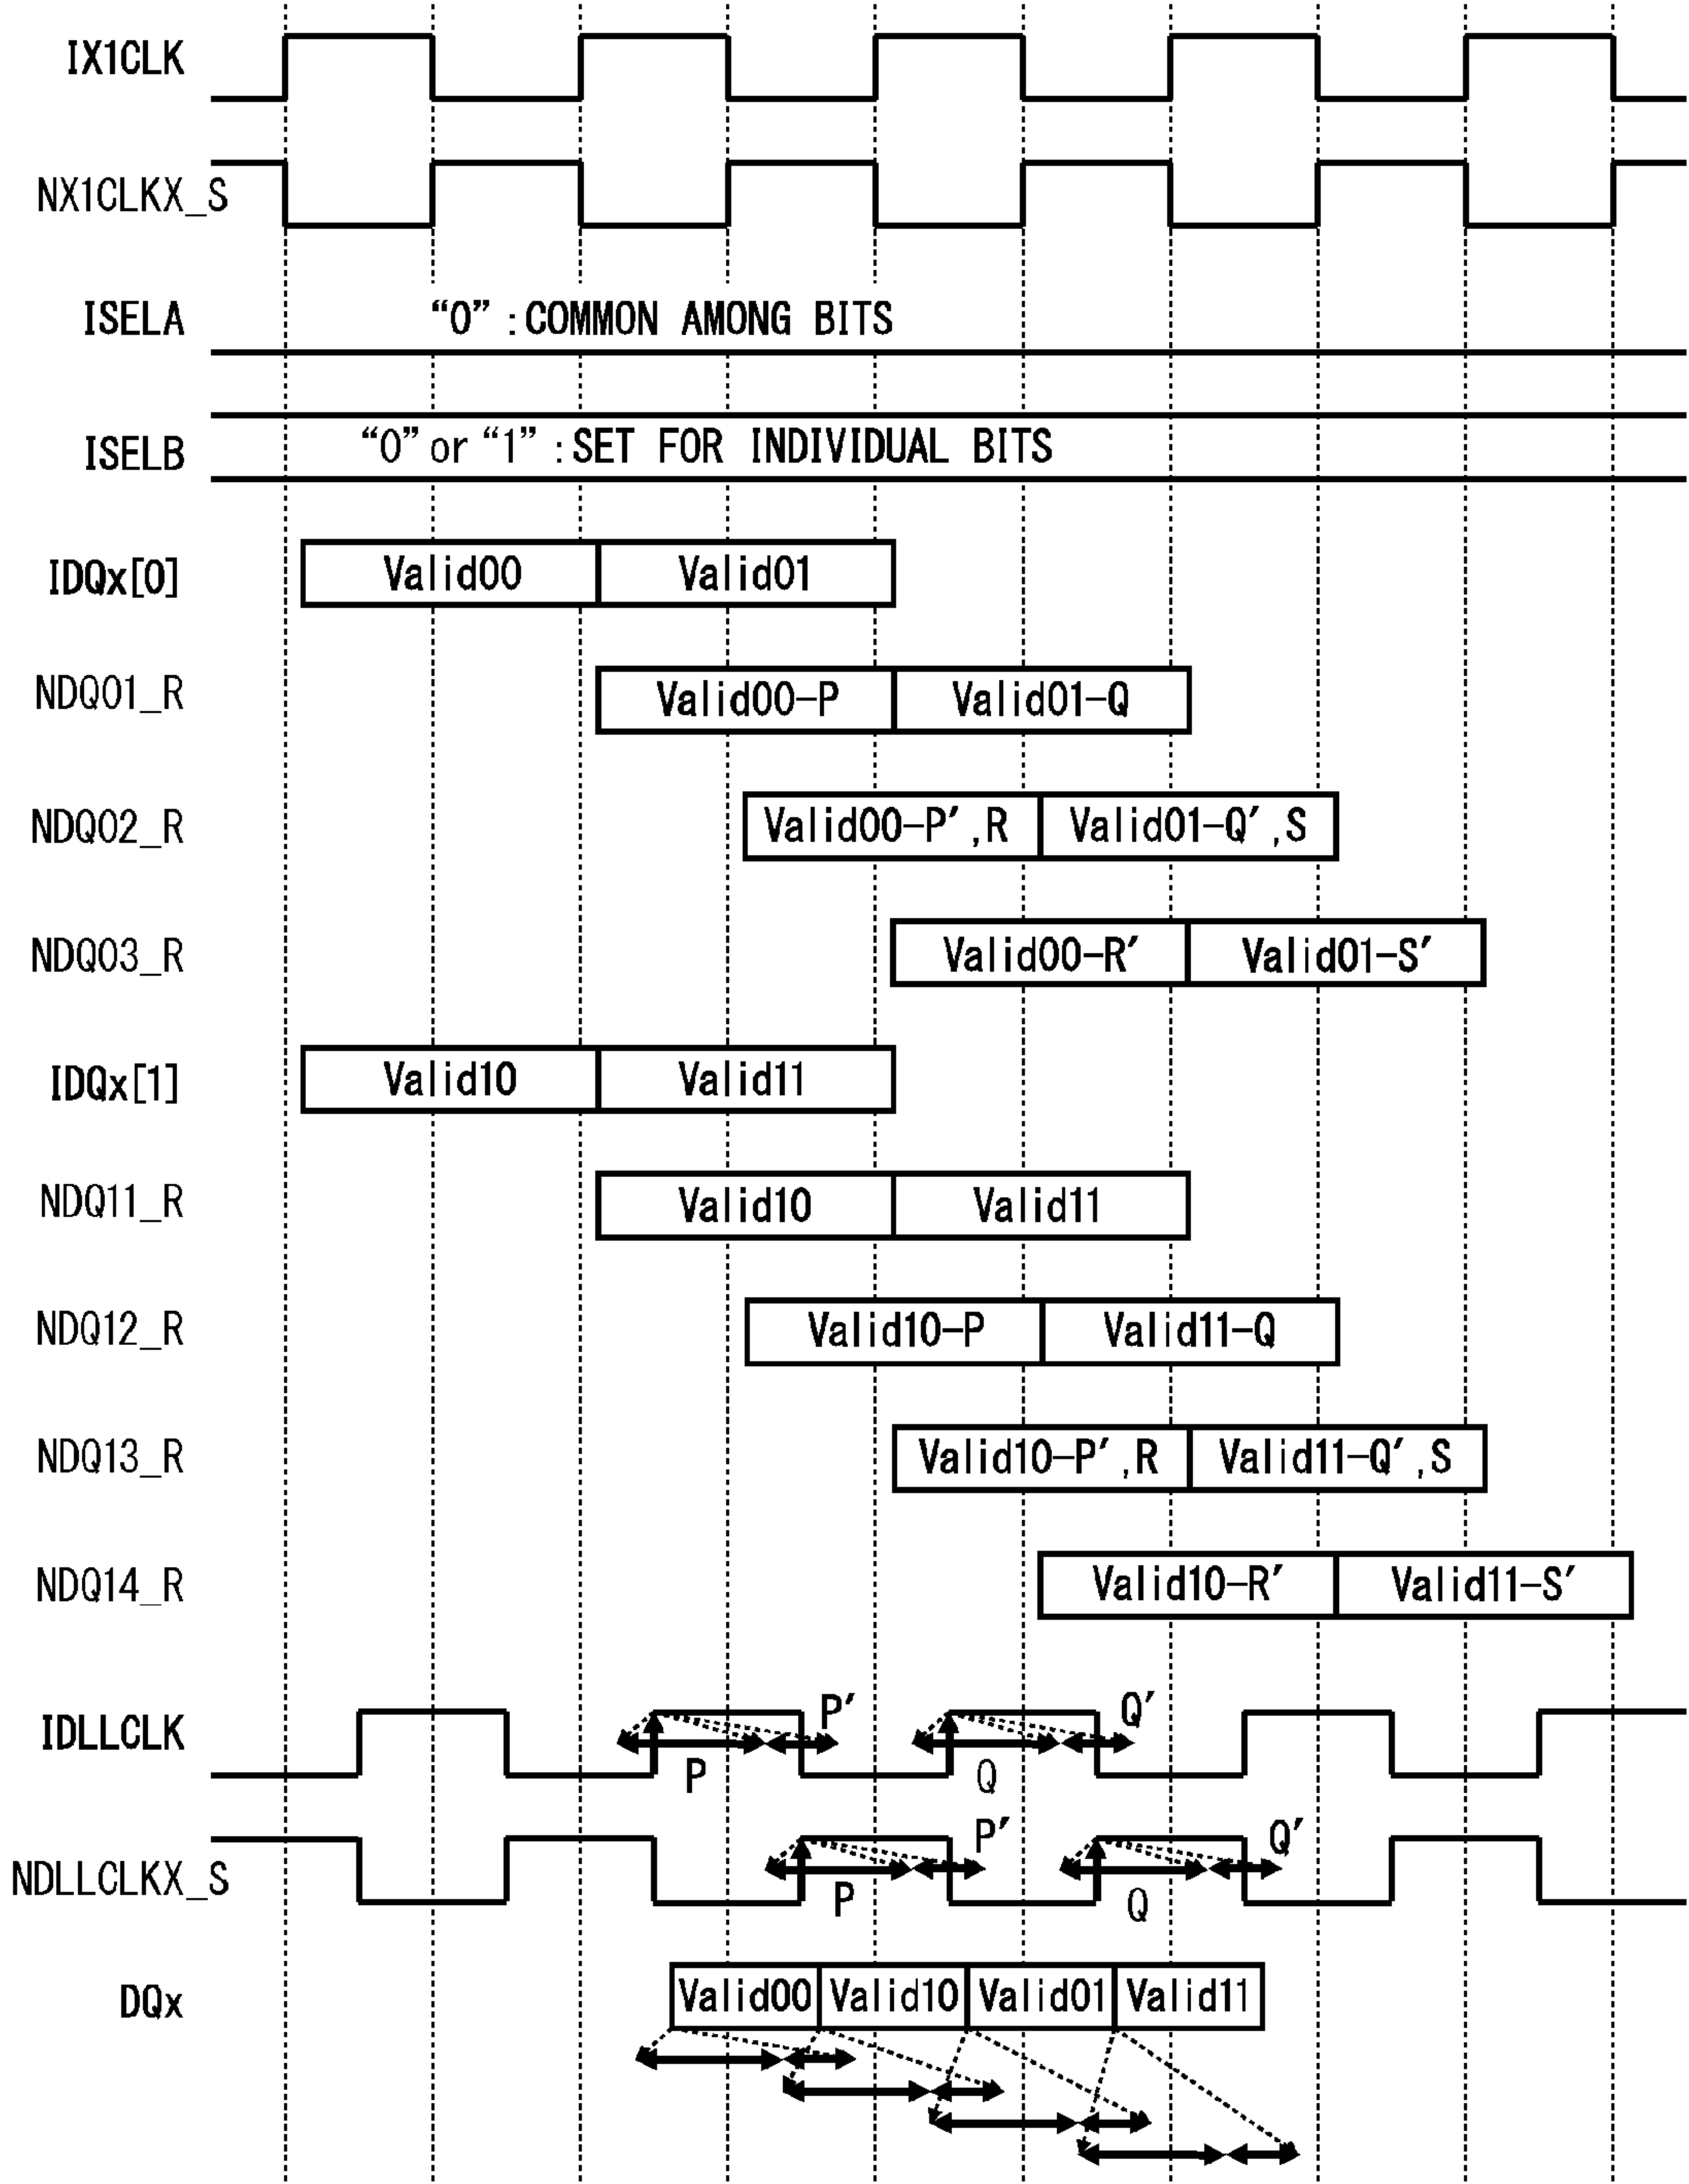 IX1CLK
NX1CLKX_S
ISELA “0” :COMMON AMONG BITS
ISELB “0” or “1” :SET FOR INDIVIDUAL BITS
IDQx[0] Valid00 Valid01
NDQ01_R Valid00-P Valid01-Q
NDQ02_R Valid00-P′,R Valid01-Q′,S
NDQ03_R Valid00-R′ Valid01-S′
IDQx[1] Valid10 Valid11
NDQ11_R Valid10 Valid11
NDQ12_R Valid10-P Valid11-Q
NDQ13_R Valid10-P′,R Valid11-Q′,S
NDQ14_R Valid10-R′ Valid11-S′
P′ Q′
IDLLCLK
P Q
P′ Q′
NDLLCLKX_S
P Q
DQx Valid00 Valid10 Valid01 Valid11